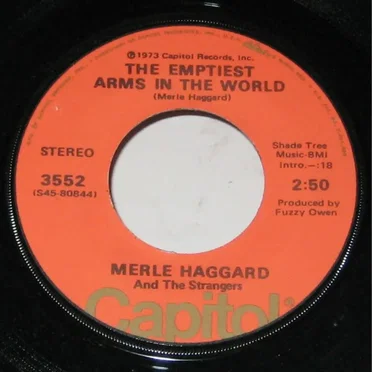 ℗1973 Capitol Records, Inc.
THE EMPTIEST
ARMS IN THE WORLD
(Merle Haggard)
STEREO
3552
(S45-80844)
Shade Tree
Music-BMI
Intro.—:18
2:50
Produced by
Fuzzy Owen
MERLE HAGGARD
And The Strangers
Capitol